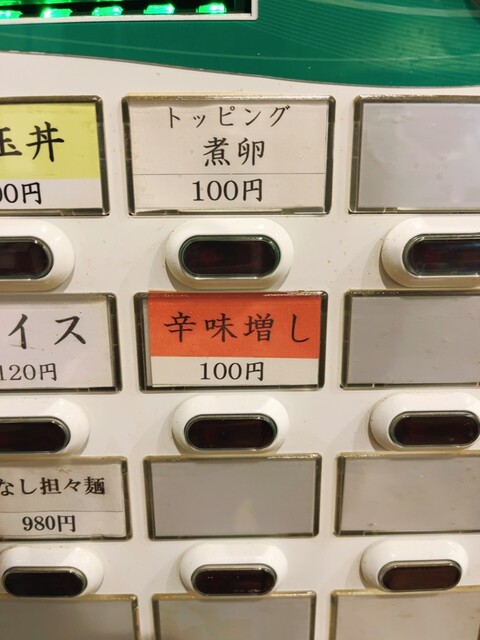 玉丼
00円
トッピング
煮卵
100円
イス
120円
辛味増し
100円
なし担々麺
980円